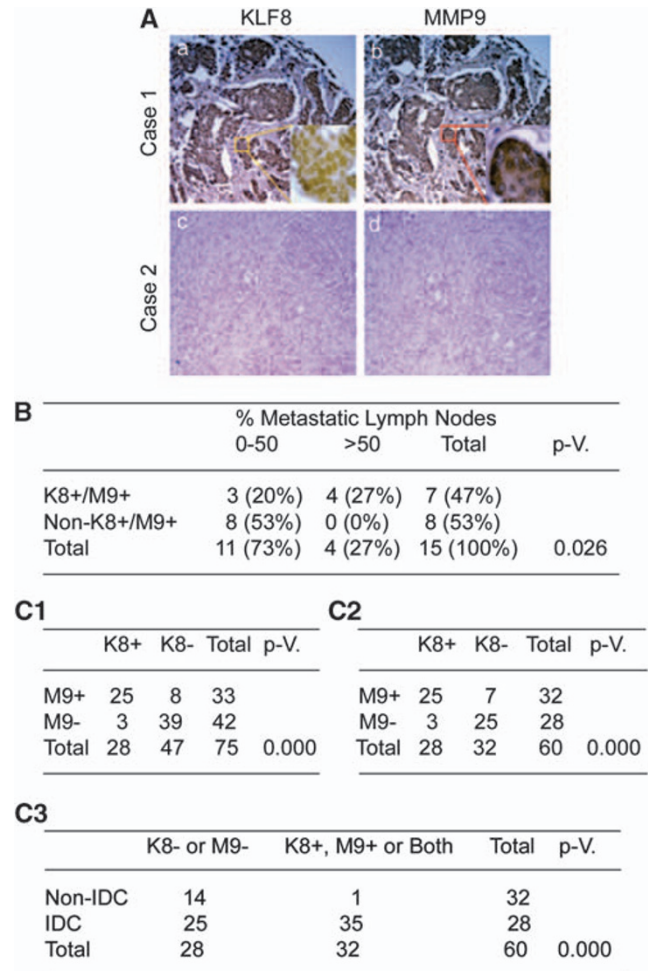 A KLF8 MMP9
Case 1
a b
Case 2
c d
B
% Metastatic Lymph Nodes
0-50 >50 Total p-V.
K8+/M9+ 3 (20%) 4 (27%) 7 (47%)
Non-K8+/M9+ 8 (53%) 0 (0%) 8 (53%)
Total 11 (73%) 4 (27%) 15 (100%) 0.026
C1
K8+ K8- Total p-V.
M9+ 25 8 33
M9- 3 39 42
Total 28 47 75 0.000
C2
K8+ K8- Total p-V.
M9+ 25 7 32
M9- 3 25 28
Total 28 32 60 0.000
C3
K8- or M9- K8+, M9+ or Both Total p-V.
Non-IDC 14 1 32
IDC 25 35 28
Total 28 32 60 0.000